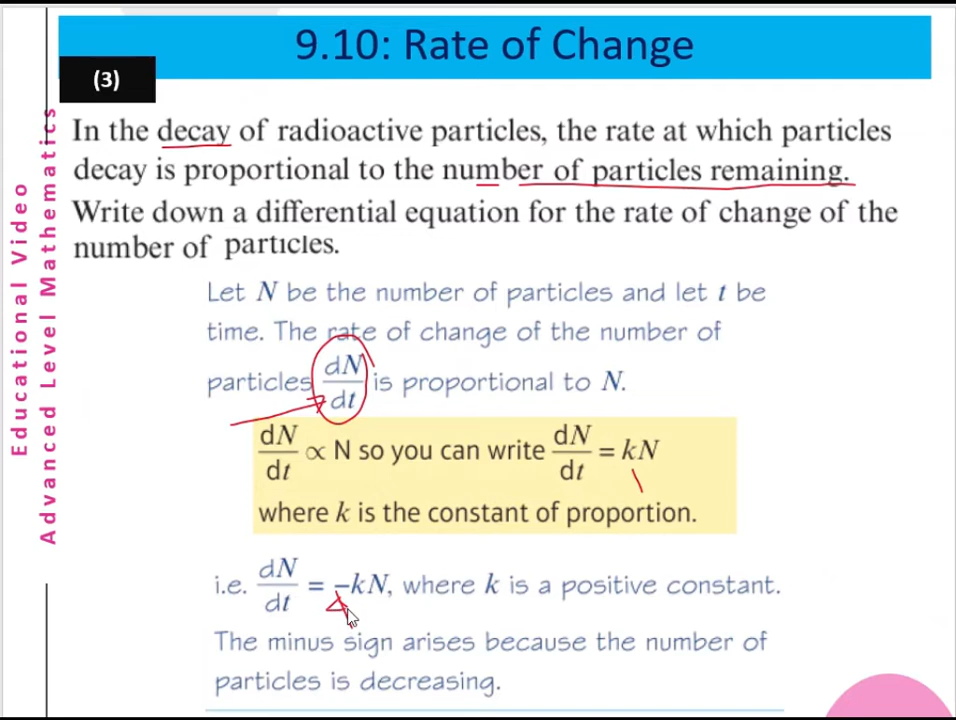 9.10: Rate of Change
(3)
Educational Video
Advanced Level Mathematics
In the decay of radioactive particles, the rate at which particles
decay is proportional to the number of particles remaining.
Write down a differential equation for the rate of change of the
number of particles.
Let N be the number of particles and let t be
time. The rate of change of the number of
particles dN/dt is proportional to N.
dN/dt ∝ N so you can write dN/dt = kN
where k is the constant of proportion.
i.e. dN/dt = −kN, where k is a positive constant.
The minus sign arises because the number of
particles is decreasing.